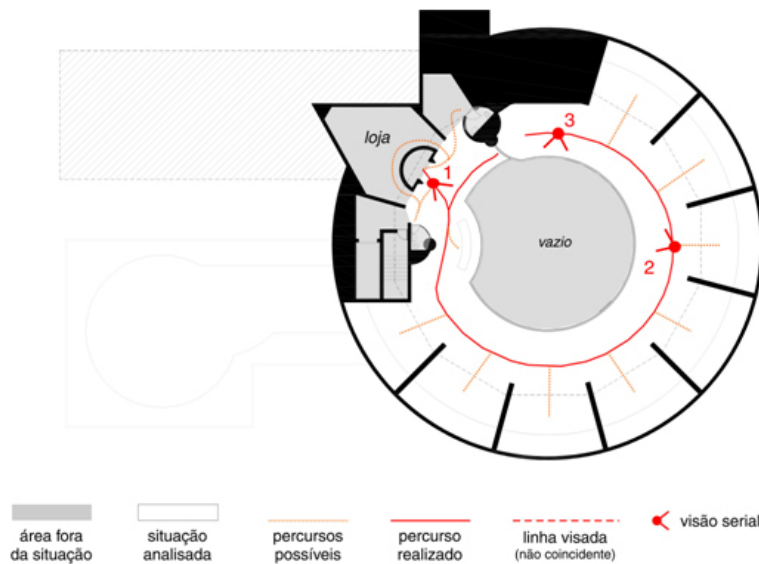 3
loja
1
vazio
2
área fora
da situação
situação
analisada
percursos
possíveis
percurso
realizado
linha visada
(não coincidente)
visão serial